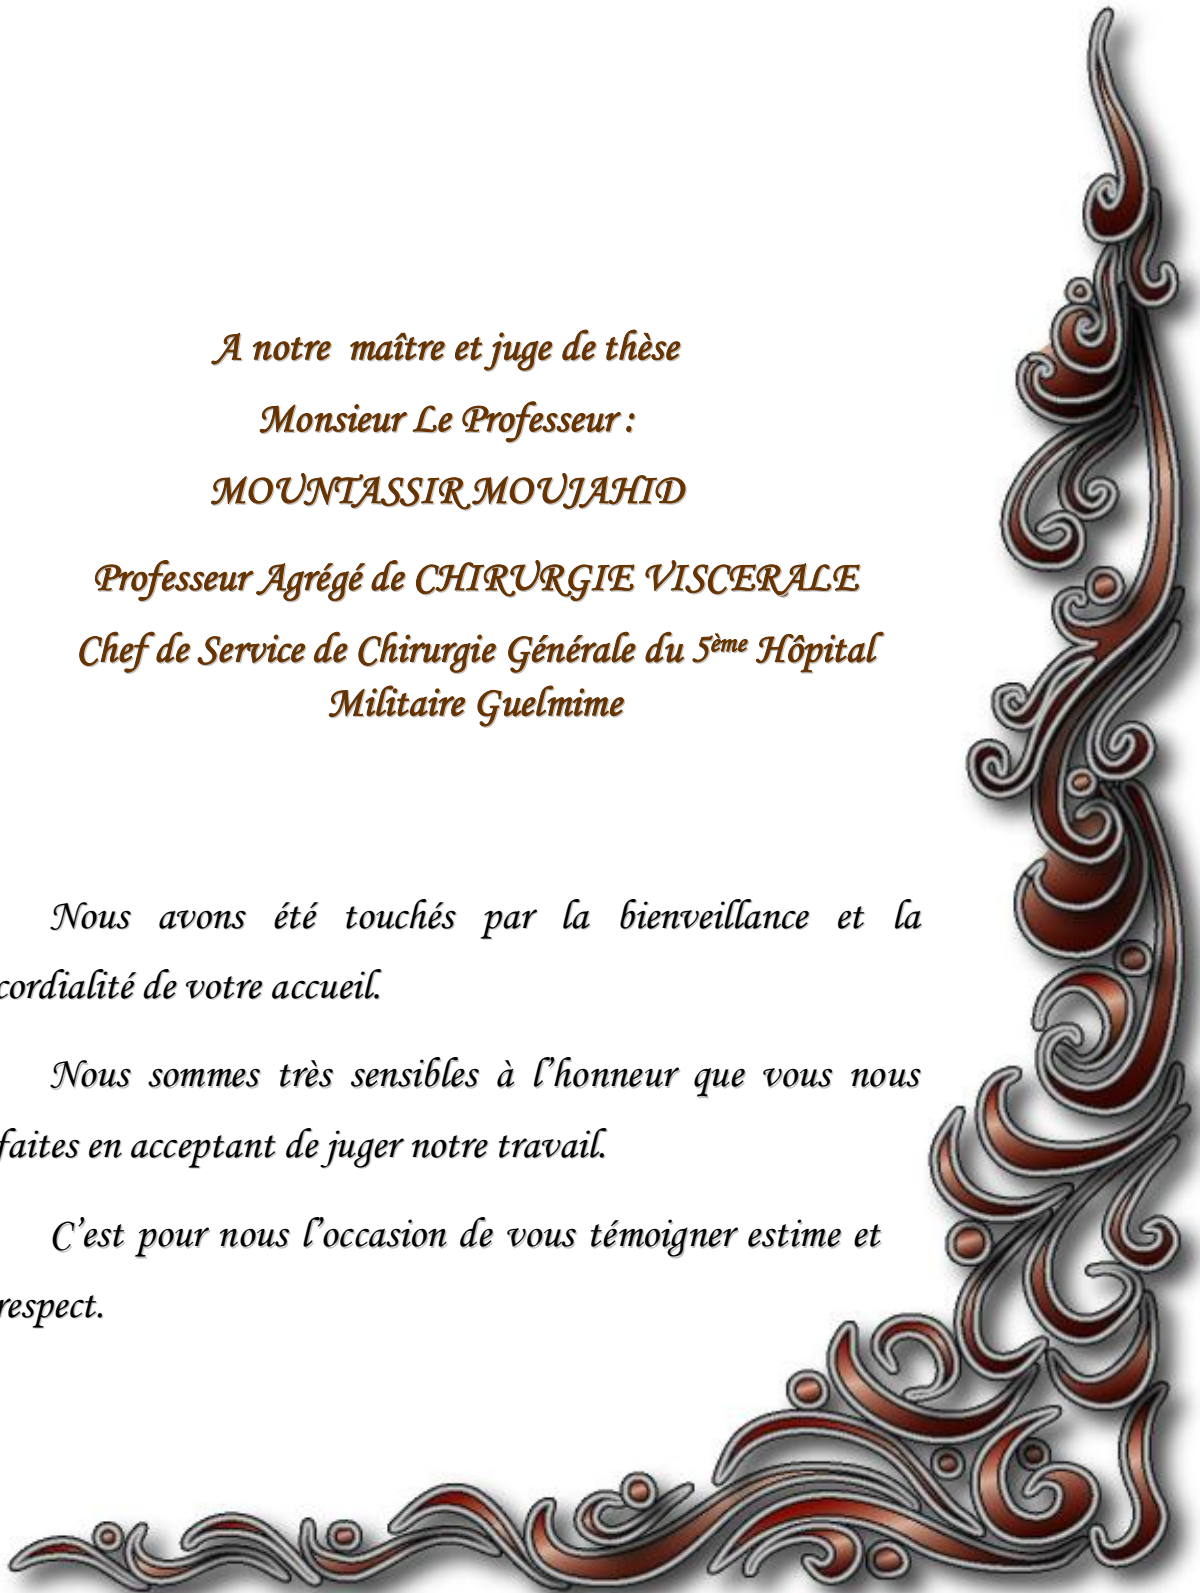 A notre maître et juge de thèse
Monsieur Le Professeur :
MOUNTASSIR MOUJAHID
Professeur Agrégé de CHIRURGIE VISCERALE
Chef de Service de Chirurgie Générale du 5ème Hôpital
Militaire Guelmime
Nous avons été touchés par la bienveillance et la
cordialité de votre accueil.
Nous sommes très sensibles à l’honneur que vous nous
faites en acceptant de juger notre travail.
C’est pour nous l’occasion de vous témoigner estime et
respect.